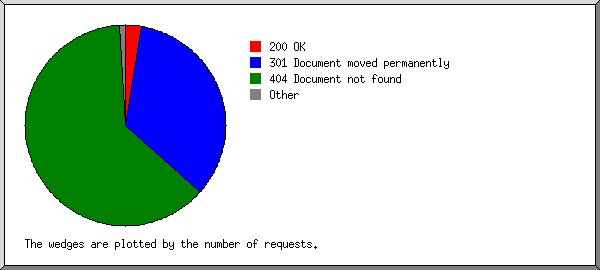 200 OK
301 Document moved permanently
404 Document not found
Other
The wedges are plotted by the number of requests.